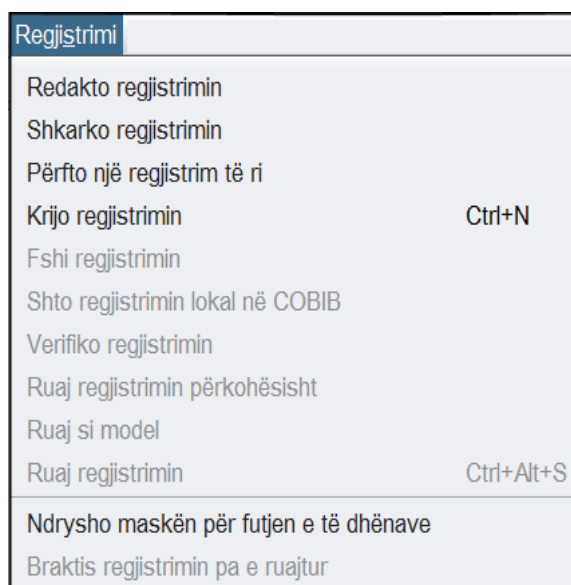 Regjistrimi
Redakto regjistrimin
Shkarko regjistrimin
Përfto një regjistrim të ri
Krijo regjistrimin Ctrl+N
Fshi regjistrimin
Shto regjistrimin lokal në COBIB
Verifiko regjistrimin
Ruaj regjistrimin përkohësisht
Ruaj si model
Ruaj regjistrimin Ctrl+Alt+S
Ndrysho maskën për futjen e të dhënave
Braktis regjistrimin pa e ruajtur